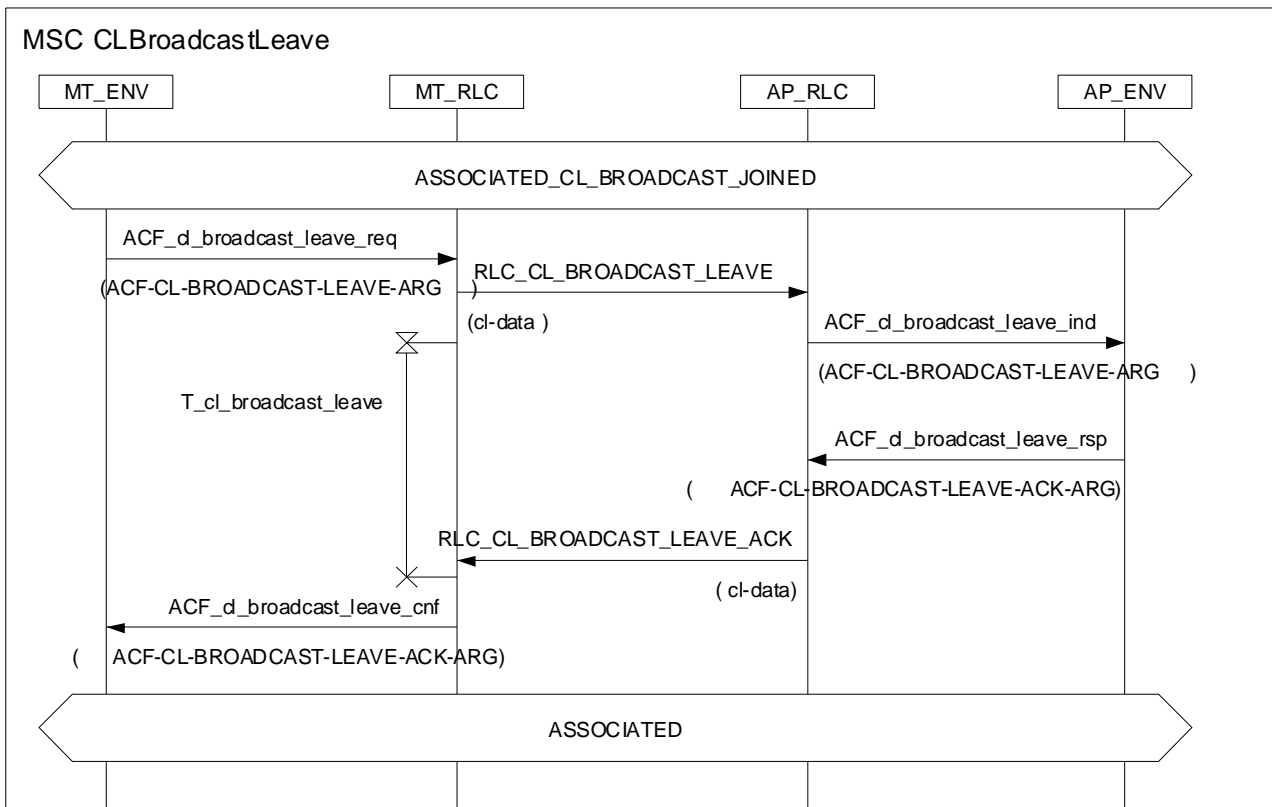 MSC CLBroadcastLeave
MT_ENV MT_RLC AP_RLC AP_ENV
ASSOCIATED_CL_BROADCAST_JOINED
ACF_cl_broadcast_leave_req
(ACF-CL-BROADCAST-LEAVE-ARG )
RLC_CL_BROADCAST_LEAVE
(cl-data )
ACF_cl_broadcast_leave_ind
(ACF-CL-BROADCAST-LEAVE-ARG )
T_cl_broadcast_leave
ACF_cl_broadcast_leave_rsp
( ACF-CL-BROADCAST-LEAVE-ACK-ARG)
RLC_CL_BROADCAST_LEAVE_ACK
( cl-data)
ACF_cl_broadcast_leave_cnf
( ACF-CL-BROADCAST-LEAVE-ACK-ARG)
ASSOCIATED